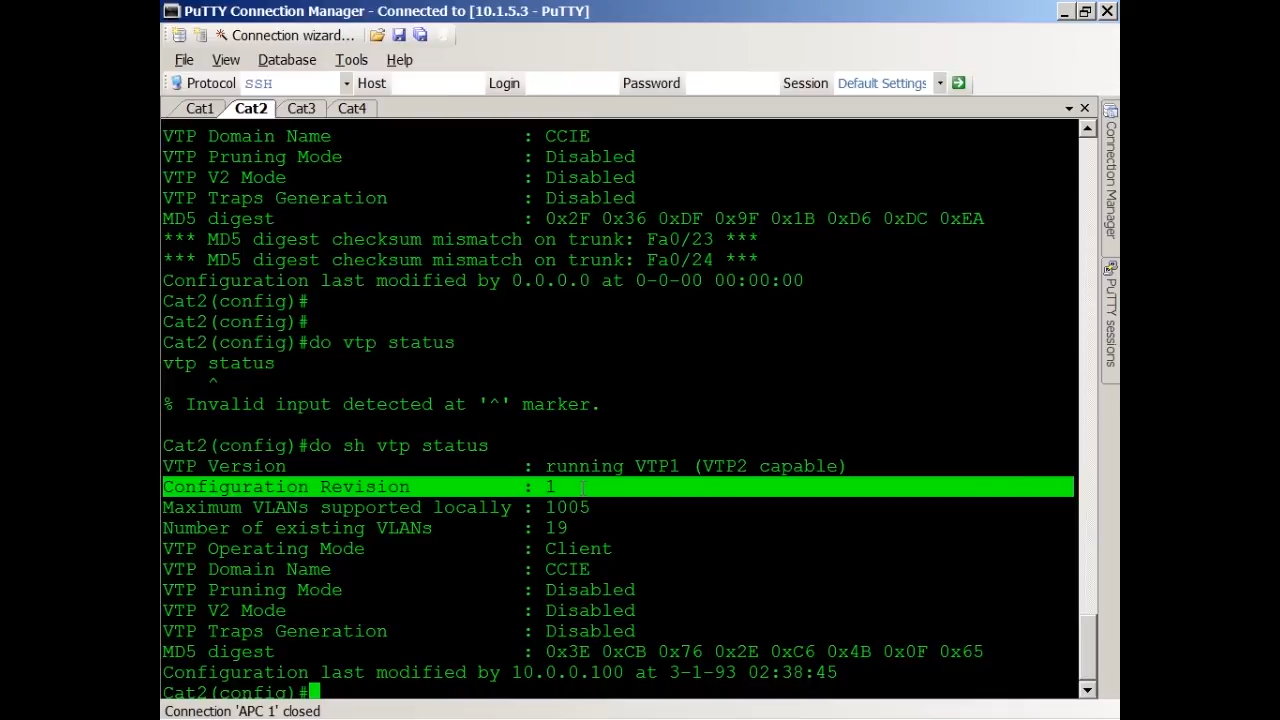 PuTTY Connection Manager - Connected to [10.1.5.3 - PuTTY]
Connection wizard...
File View Database Tools Help
Protocol SSH Host Login Password Session Default Settings
Cat1 Cat2 Cat3 Cat4
VTP Domain Name : CCIE
VTP Pruning Mode : Disabled
VTP V2 Mode : Disabled
VTP Traps Generation : Disabled
MD5 digest : 0x2F 0x36 0xDF 0x9F 0x1B 0xD6 0xDC 0xEA
*** MD5 digest checksum mismatch on trunk: Fa0/23 ***
*** MD5 digest checksum mismatch on trunk: Fa0/24 ***
Configuration last modified by 0.0.0.0 at 0-0-00 00:00:00
Cat2(config)#
Cat2(config)#
Cat2(config)#do vtp status
vtp status
^
% Invalid input detected at '^' marker.
Cat2(config)#do sh vtp status
VTP Version : running VTP1 (VTP2 capable)
Configuration Revision : 1
Maximum VLANs supported locally : 1005
Number of existing VLANs : 19
VTP Operating Mode : Client
VTP Domain Name : CCIE
VTP Pruning Mode : Disabled
VTP V2 Mode : Disabled
VTP Traps Generation : Disabled
MD5 digest : 0x3E 0xCB 0x76 0x2E 0xC6 0x4B 0x0F 0x65
Configuration last modified by 10.0.0.100 at 3-1-93 02:38:45
Cat2(config)#
Connection 'APC 1' closed
Connection Manager
PuTTY sessions